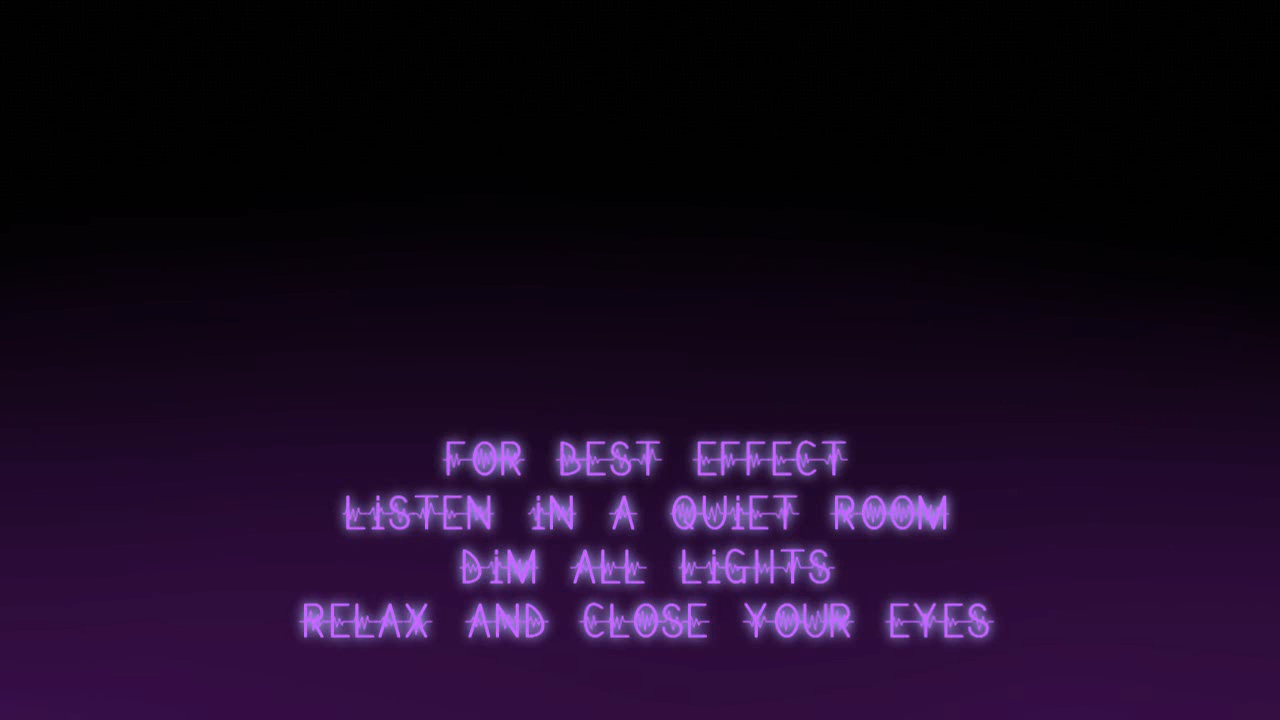 FOR BEST EFFECT
LiSTEN iN A QUiET ROOM
DiM ALL LiGHTS
RELAX AND CLOSE YOUR EYES